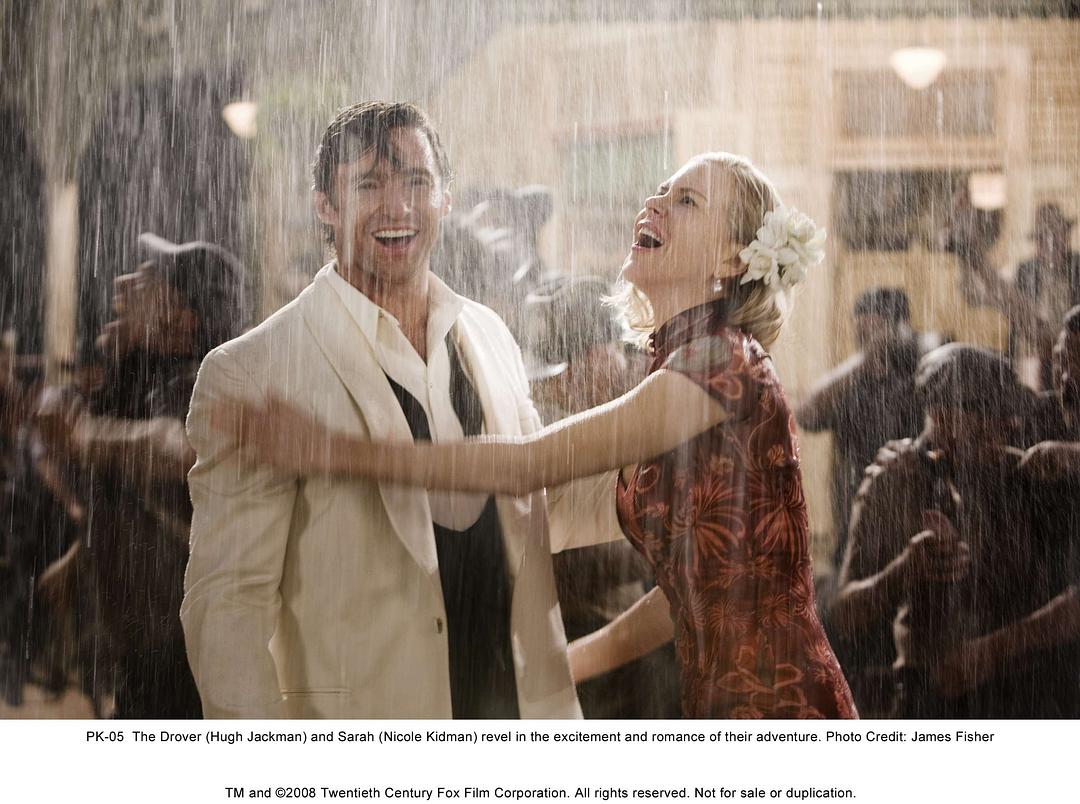 PK-05  The Drover (Hugh Jackman) and Sarah (Nicole Kidman) revel in the excitement and romance of their adventure. Photo Credit: James Fisher
TM and ©2008 Twentieth Century Fox Film Corporation. All rights reserved. Not for sale or duplication.